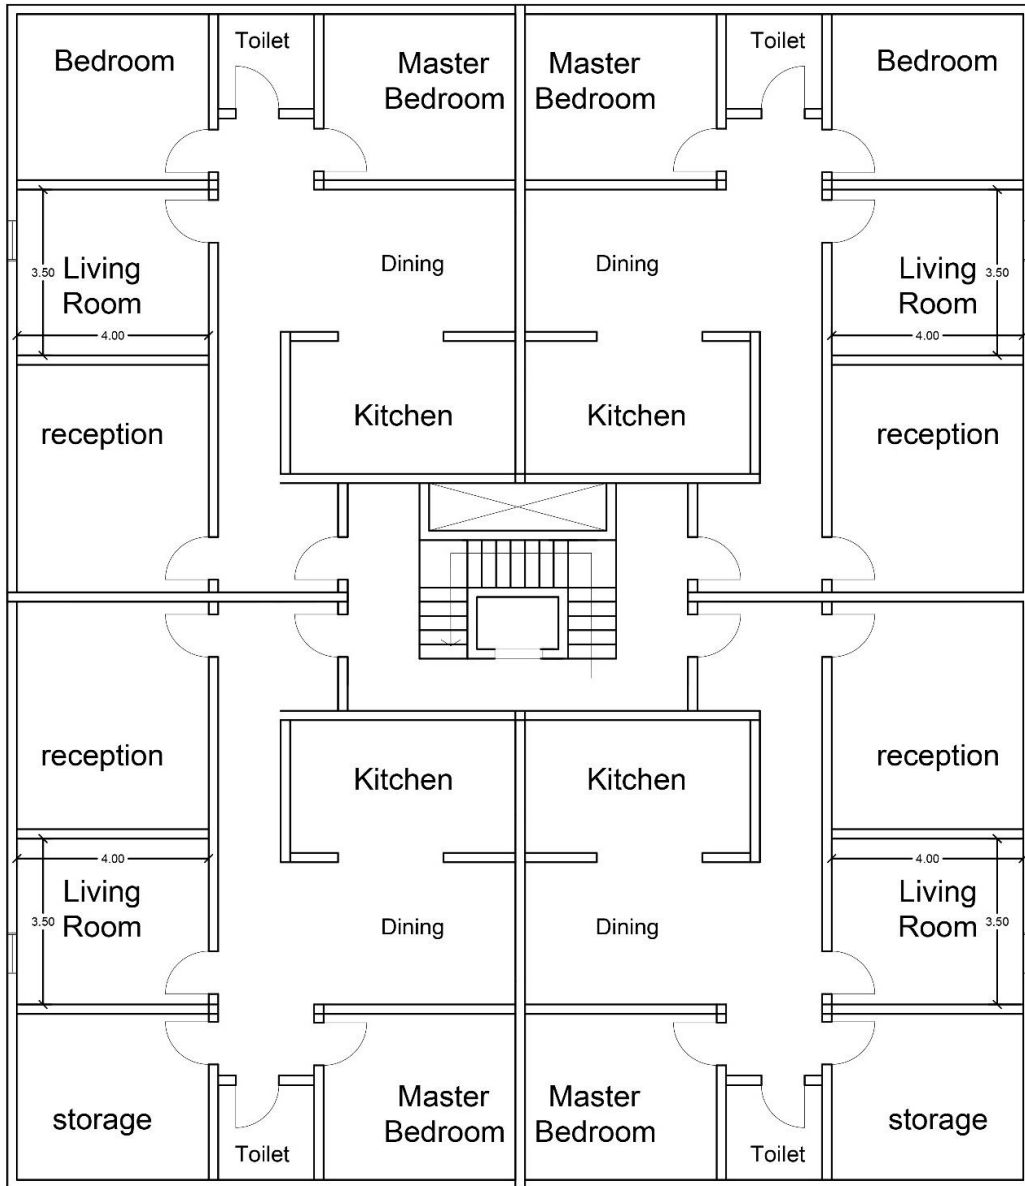 Bedroom
Toilet
Master
Bedroom
Master
Bedroom
Toilet
Bedroom
Living
Room
3.50
4.00
Dining
Dining
Living
Room
3.50
4.00
reception
Kitchen
Kitchen
reception
reception
Kitchen
Kitchen
reception
4.00
Living
Room
3.50
Dining
Dining
4.00
Living
Room
3.50
storage
Toilet
Master
Bedroom
Master
Bedroom
Toilet
storage